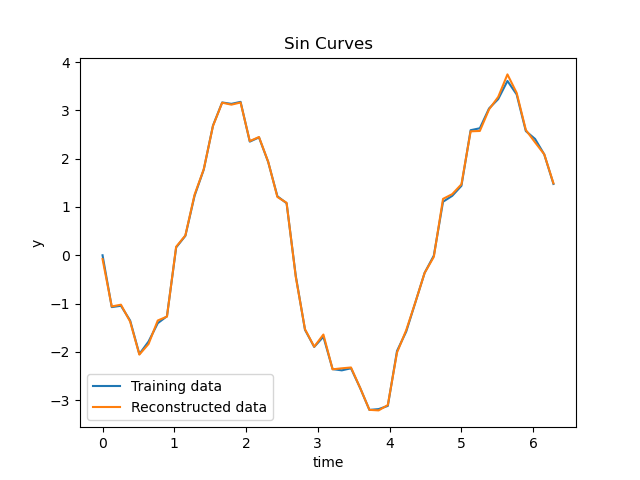 Sin Curves
4
3
2
1
0
−1
−2
−3
y
Training data
Reconstructed data
0 1 2 3 4 5 6
time